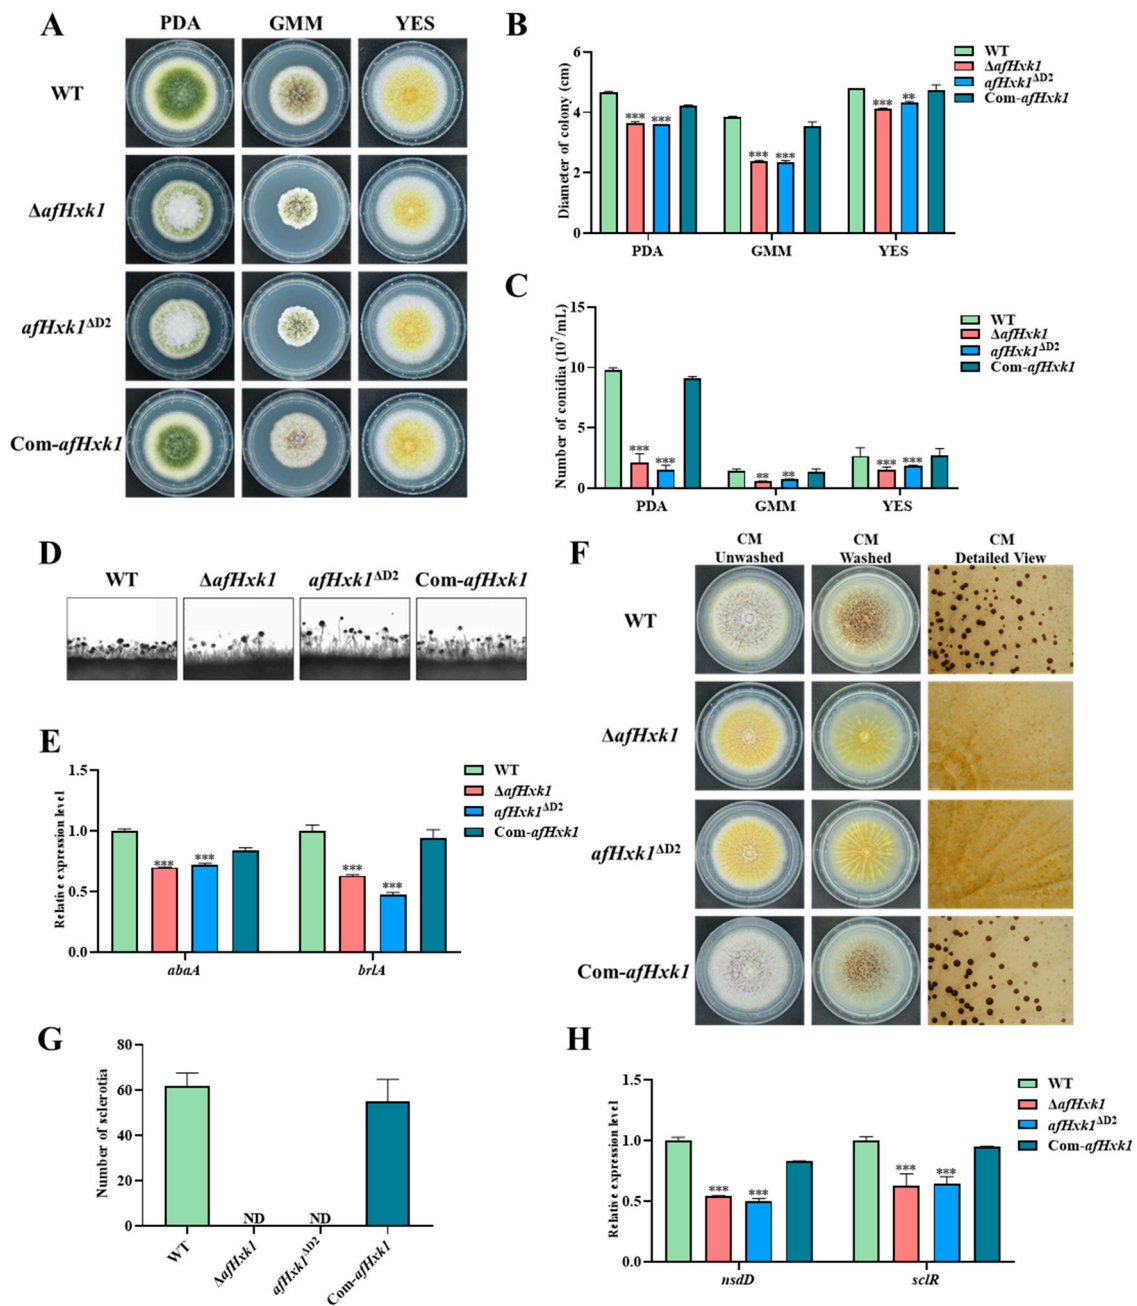 A
PDA GMM YES
WT
ΔafHxk1
afHxk1ΔD2
Com-afHxk1
B
Diameter of colony (cm)
6
4
2
0
*** ***
*** ***
*** **
PDA GMM YES
WT
ΔafHxk1
afHxk1ΔD2
Com-afHxk1
C
Number of conidia (10⁷/mL)
15
10
5
0
*** ***
** **
*** ***
PDA GMM YES
WT
ΔafHxk1
afHxk1ΔD2
Com-afHxk1
D
WT ΔafHxk1 afHxk1ΔD2 Com-afHxk1
E
Relative expression level
1.5
1.0
0.5
0.0
*** ***
*** ***
abaA brlA
WT
ΔafHxk1
afHxk1ΔD2
Com-afHxk1
F
CM CM CM
Unwashed Washed Detailed View
WT
ΔafHxk1
afHxk1ΔD2
Com-afHxk1
G
Number of sclerotia
80
60
40
20
0
ND ND
WT ΔafHxk1 afHxk1ΔD2 Com-afHxk1
H
Relative expression level
1.5
1.0
0.5
0.0
*** ***
*** ***
nsdD sclR
WT
ΔafHxk1
afHxk1ΔD2
Com-afHxk1